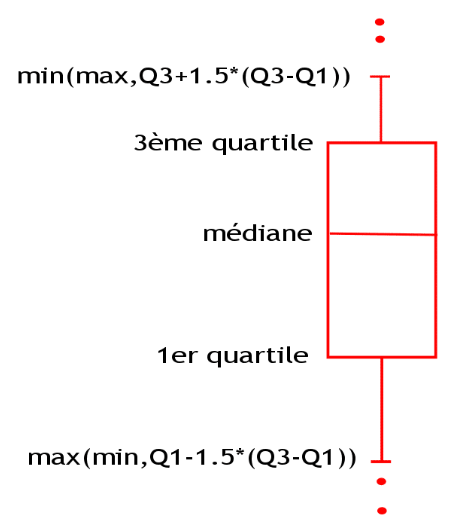 min(max,Q3+1.5*(Q3-Q1))
3ème quartile
médiane
1er quartile
max(min,Q1-1.5*(Q3-Q1))